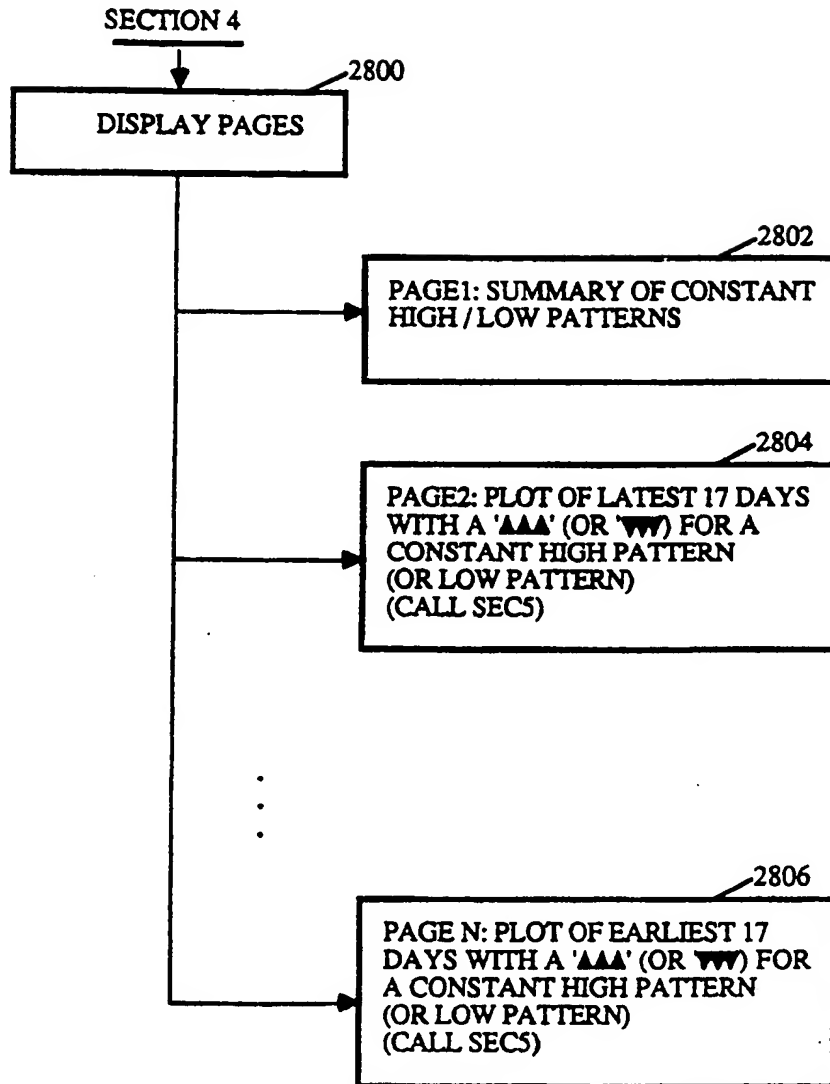 SECTION 4
2800
DISPLAY PAGES
2802
PAGE1: SUMMARY OF CONSTANT
HIGH / LOW PATTERNS
2804
PAGE2: PLOT OF LATEST 17 DAYS
WITH A '▲▲▲' (OR '▼▼▼') FOR A
CONSTANT HIGH PATTERN
(OR LOW PATTERN)
(CALL SEC5)
2806
PAGE N: PLOT OF EARLIEST 17
DAYS WITH A '▲▲▲' (OR ▼▼▼) FOR
A CONSTANT HIGH PATTERN
(OR LOW PATTERN)
(CALL SEC5)